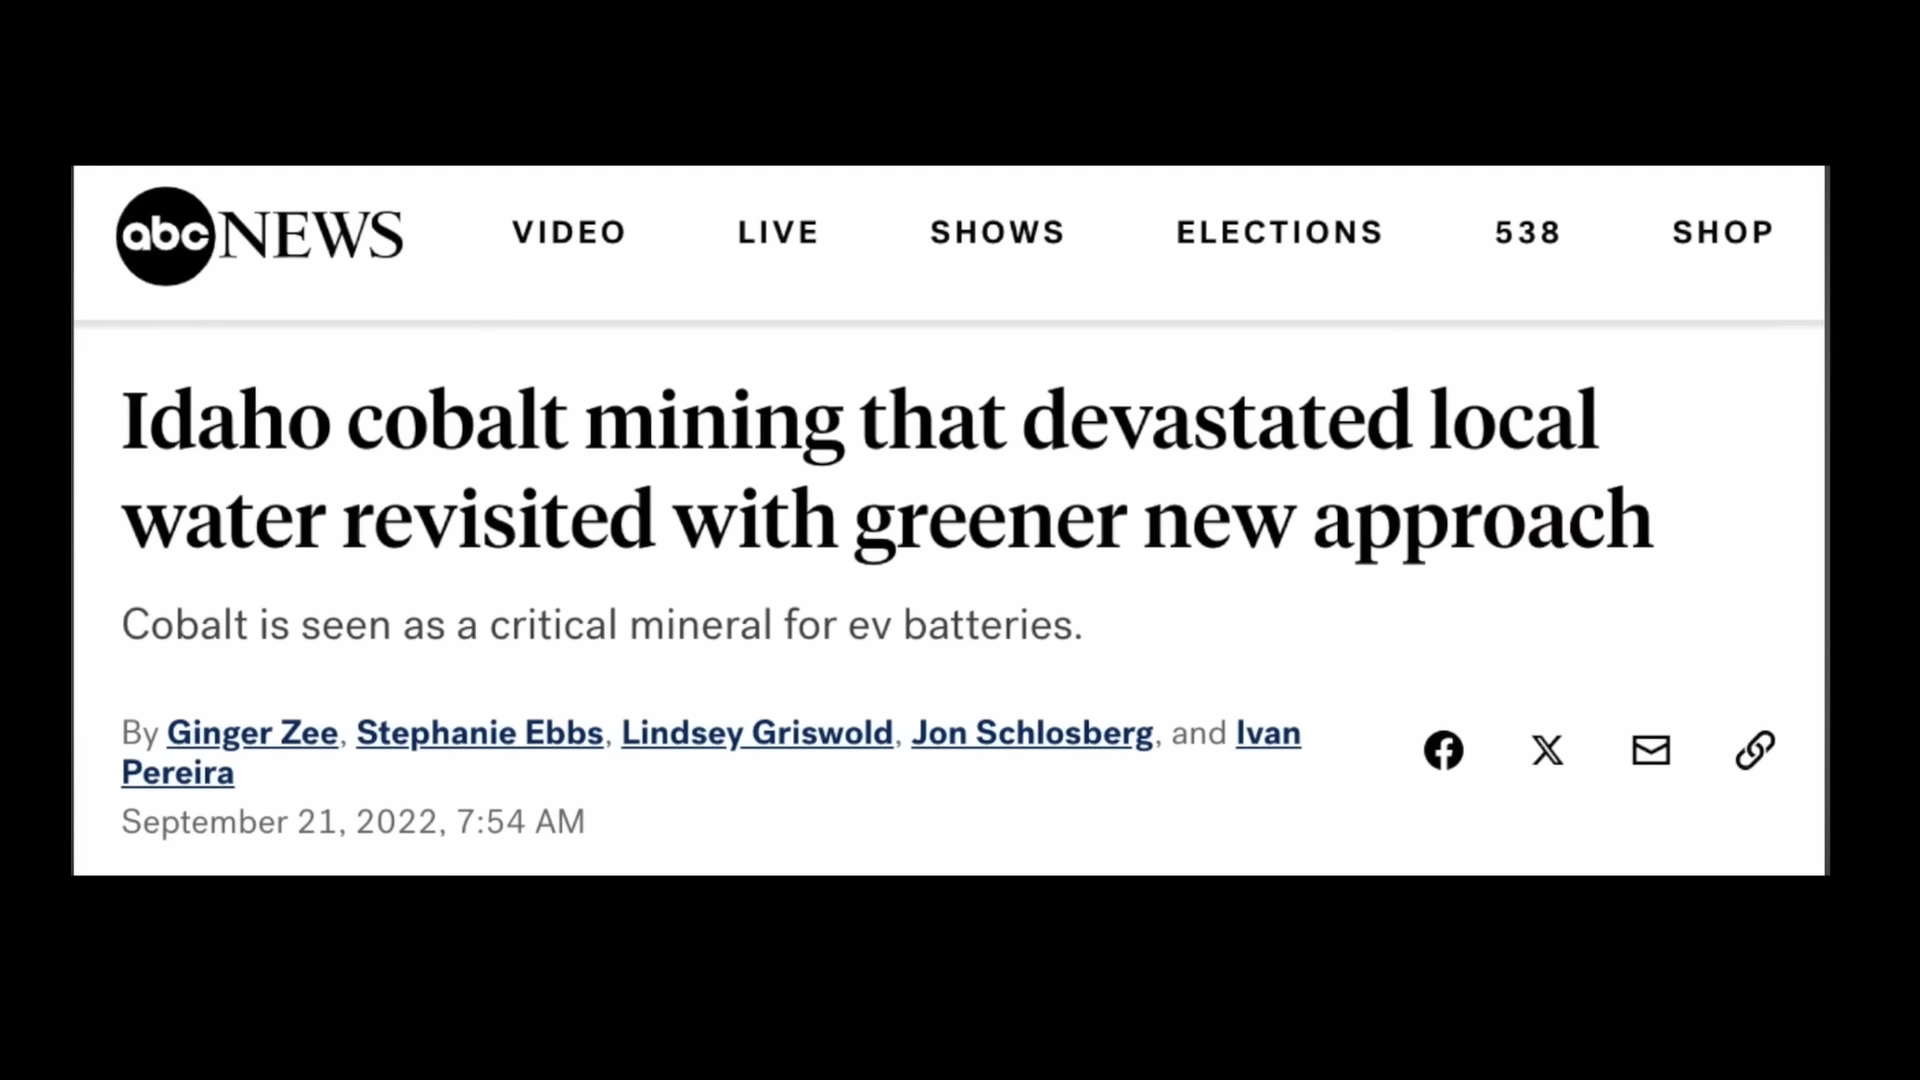 abc NEWS VIDEO LIVE SHOWS ELECTIONS 538 SHOP
Idaho cobalt mining that devastated local
water revisited with greener new approach
Cobalt is seen as a critical mineral for ev batteries.
By Ginger Zee, Stephanie Ebbs, Lindsey Griswold, Jon Schlosberg, and Ivan
Pereira
September 21, 2022, 7:54 AM